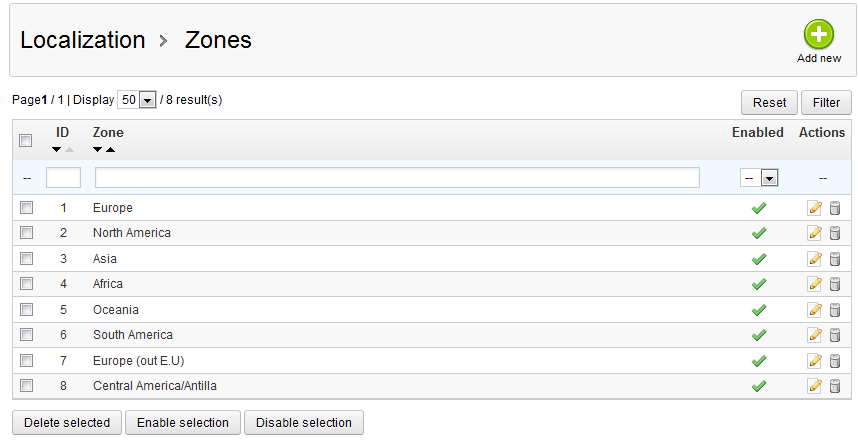 Localization > Zones
Add new
Page1 / 1 | Display 50 / 8 result(s)
Reset Filter
ID Zone Enabled Actions
-- -- --
1 Europe
2 North America
3 Asia
4 Africa
5 Oceania
6 South America
7 Europe (out E.U)
8 Central America/Antilla
Delete selected Enable selection Disable selection